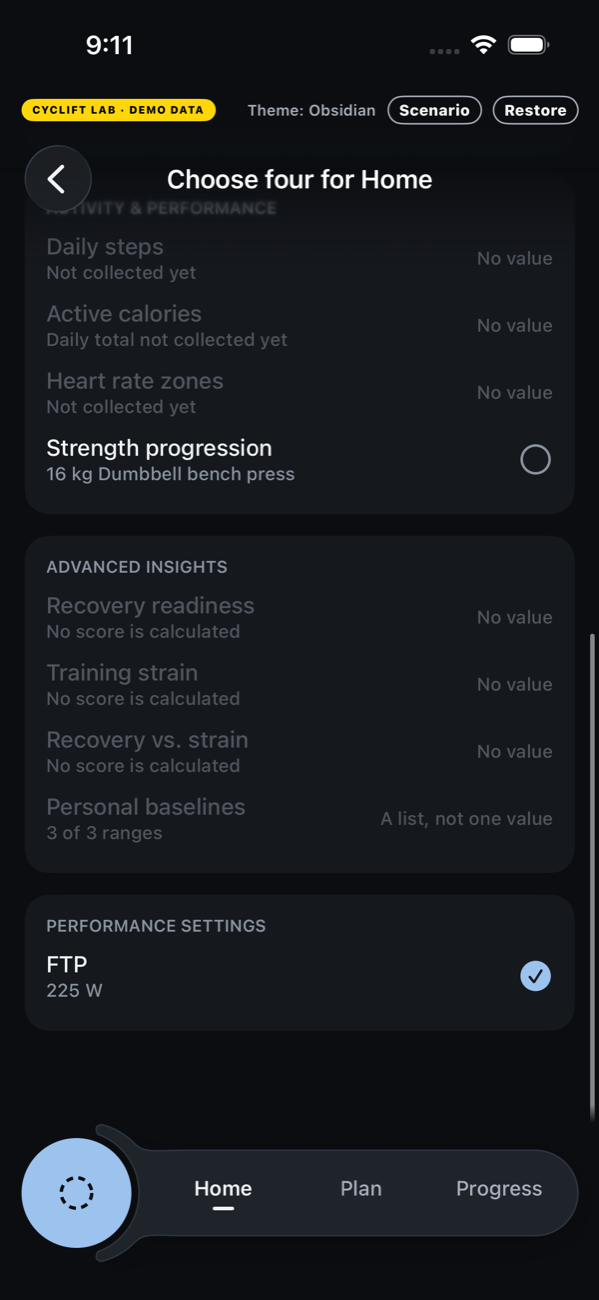 9:11
CYCLIFT LAB · DEMO DATA
Theme: Obsidian
Scenario
Restore
Choose four for Home
ACTIVITY & PERFORMANCE
Daily steps
Not collected yet
No value
Active calories
Daily total not collected yet
No value
Heart rate zones
Not collected yet
No value
Strength progression
16 kg Dumbbell bench press
ADVANCED INSIGHTS
Recovery readiness
No score is calculated
No value
Training strain
No score is calculated
No value
Recovery vs. strain
No score is calculated
No value
Personal baselines
3 of 3 ranges
A list, not one value
PERFORMANCE SETTINGS
FTP
225 W
Home
Plan
Progress